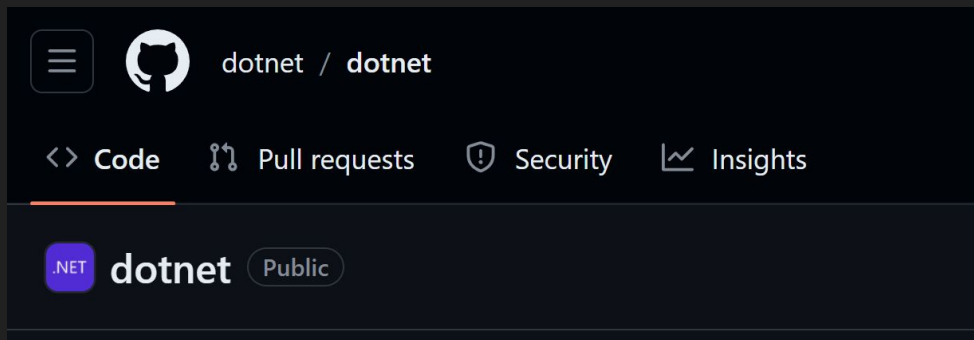 dotnet / dotnet
Code Pull requests Security Insights
.NET dotnet Public